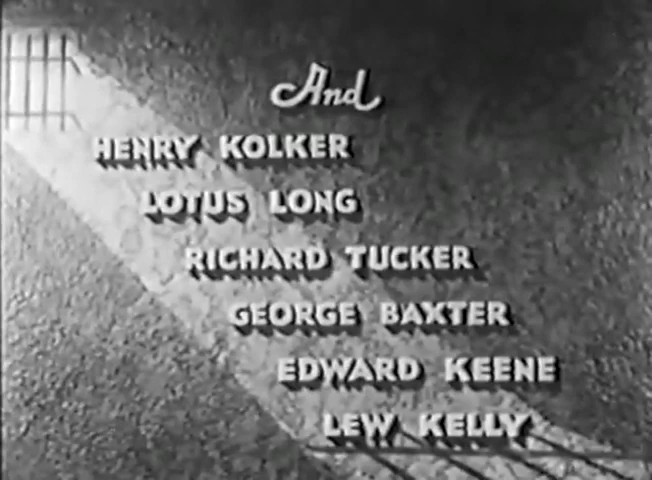 And
HENRY KOLKER
LOTUS LONG
RICHARD TUCKER
GEORGE BAXTER
EDWARD KEENE
LEW KELLY